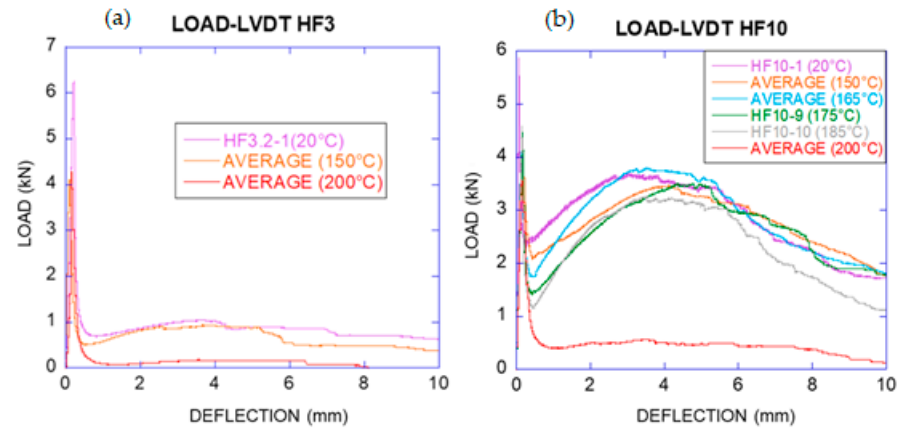 (a)
LOAD-LVDT HF3
7
6
5
4
3
2
1
0
LOAD (kN)
HF3.2-1(20°C)
AVERAGE (150°C)
AVERAGE (200°C)
0 2 4 6 8 10
DEFLECTION (mm)
(b)
LOAD-LVDT HF10
6
5
4
3
2
1
0
LOAD (kN)
HF10-1 (20°C)
AVERAGE (150°C)
AVERAGE (165°C)
HF10-9 (175°C)
HF10-10 (185°C)
AVERAGE (200°C)
0 2 4 6 8 10
DEFLECTION (mm)